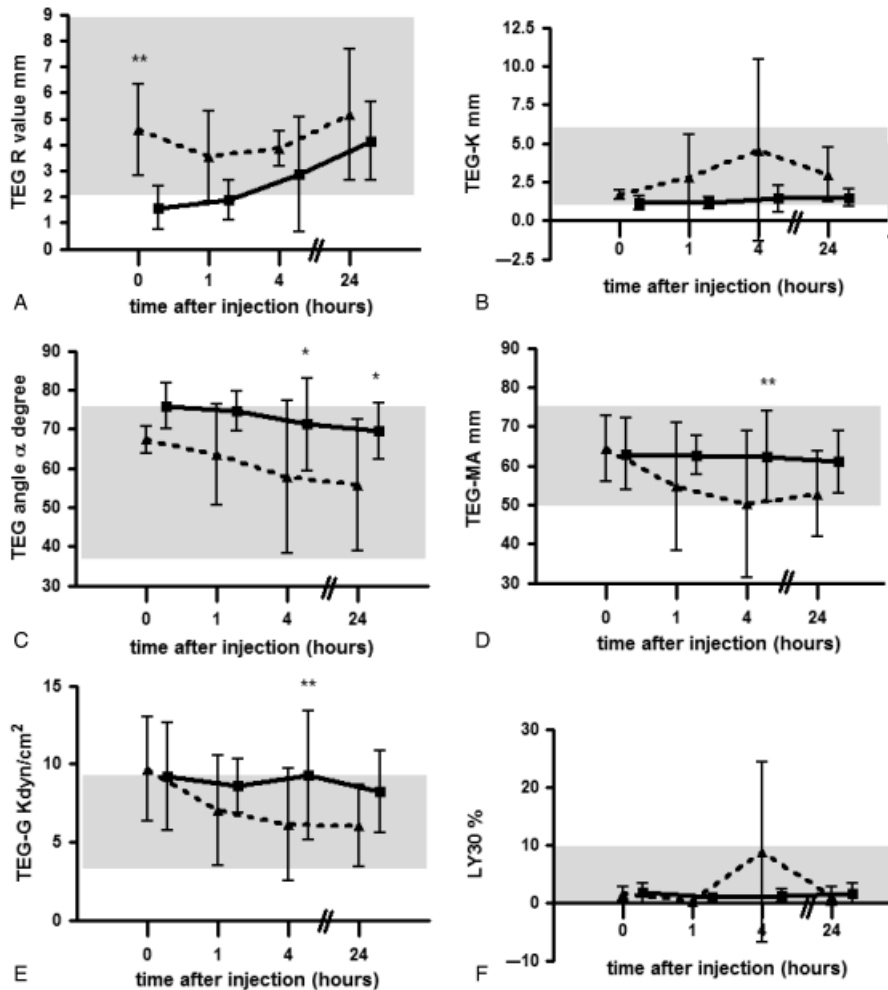 TEG R value mm
9
8
7
6
5
4
3
2
1
0
**
0 1 4 24
time after injection (hours)
A
TEG-K mm
12.5
10.0
7.5
5.0
2.5
0.0
—2.5
0 1 4 24
time after injection (hours)
B
TEG angle α degree
90
80
70
60
50
40
30
*
*
0 1 4 24
time after injection (hours)
C
TEG-MA mm
90
80
70
60
50
40
30
**
0 1 4 24
time after injection (hours)
D
TEG-G Kdyn/cm²
15
10
5
0
**
0 1 4 24
time after injection (hours)
E
LY30 %
30
20
10
0
—10
0 1 4 24
time after injection (hours)
F